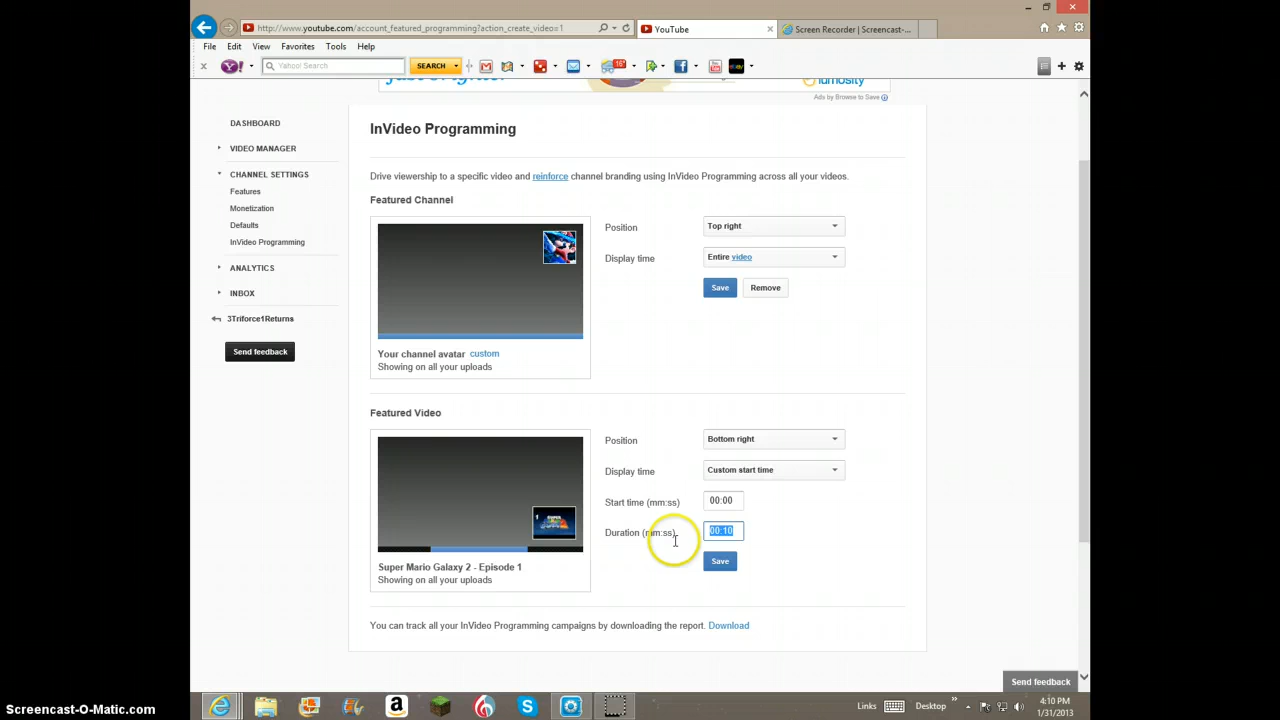 http://www.youtube.com/account_featured_programming?action_create_video=1
YouTube
Screen Recorder | Screencast-...
File Edit View Favorites Tools Help
Yahoo! Search
SEARCH
16°
lumosity
Ads by Browse to Save
DASHBOARD
VIDEO MANAGER
CHANNEL SETTINGS
Features
Monetization
Defaults
InVideo Programming
ANALYTICS
INBOX
3Triforce1Returns
Send feedback
InVideo Programming
Drive viewership to a specific video and reinforce channel branding using InVideo Programming across all your videos.
Featured Channel
Position Top right
Display time Entire video
Save Remove
Your channel avatar custom
Showing on all your uploads
Featured Video
Position Bottom right
Display time Custom start time
Start time (mm:ss) 00:00
Duration (mm:ss) 00:10
Save
Super Mario Galaxy 2 - Episode 1
Showing on all your uploads
You can track all your InVideo Programming campaigns by downloading the report. Download
Send feedback
Links Desktop
4:10 PM
1/31/2013
Screencast-O-Matic.com